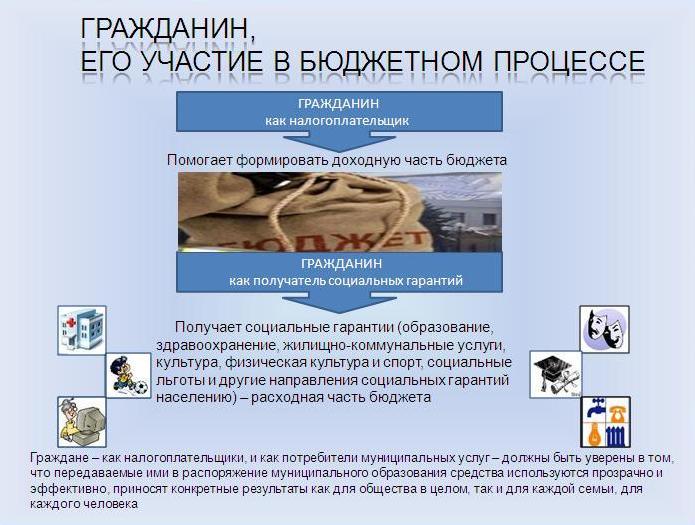 ГРАЖДАНИН,
ЕГО УЧАСТИЕ В БЮДЖЕТНОМ ПРОЦЕССЕ
ГРАЖДАНИН
как налогоплательщик
Помогает формировать доходную часть бюджета
БЮДЖЕТ
ГРАЖДАНИН
как получатель социальных гарантий
Получает социальные гарантии (образование,
здравоохранение, жилищно-коммунальные услуги,
культура, физическая культура и спорт, социальные
льготы и другие направления социальных гарантий
населению) – расходная часть бюджета
Граждане – как налогоплательщики, и как потребители муниципальных услуг – должны быть уверены в том,
что передаваемые ими в распоряжение муниципального образования средства используются прозрачно и
эффективно, приносят конкретные результаты как для общества в целом, так и для каждой семьи, для
каждого человека